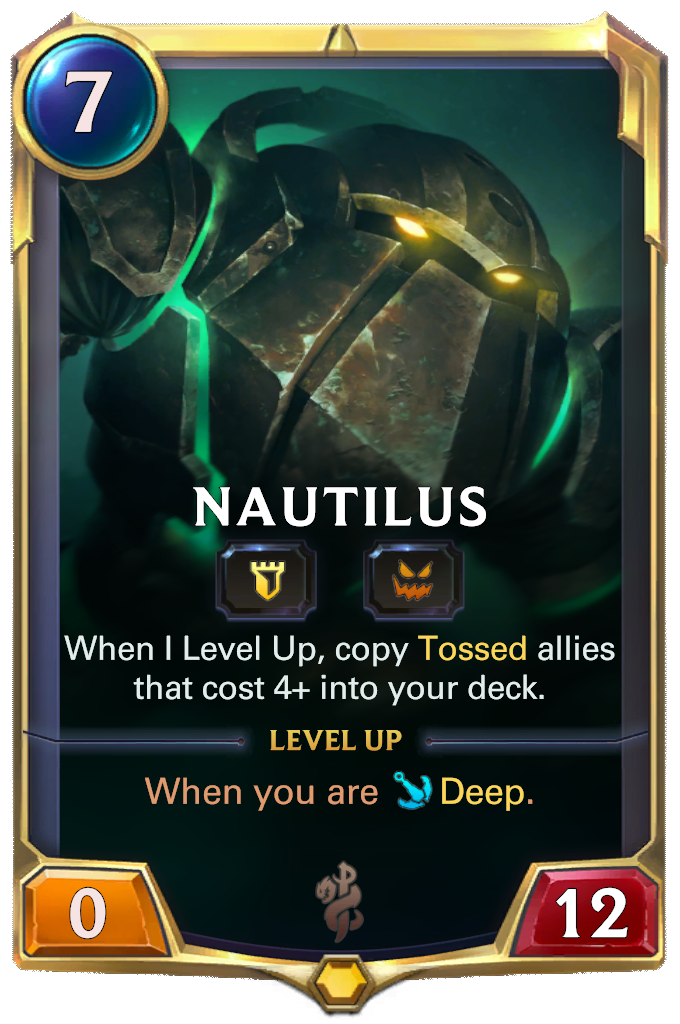 7
NAUTILUS
When I Level Up, copy Tossed allies
that cost 4+ into your deck.
LEVEL UP
When you are Deep.
0
12